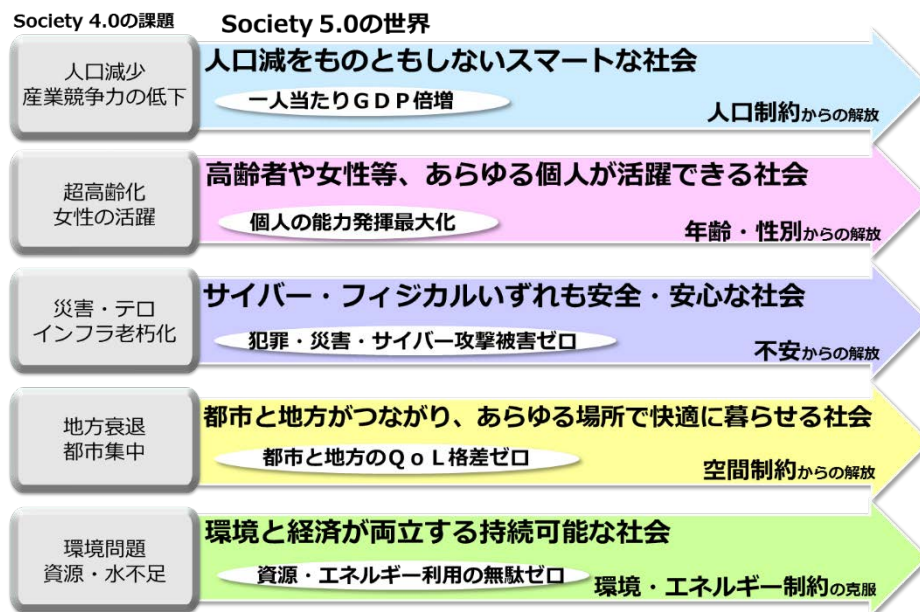 Society 4.0の課題
Society 5.0の世界
人口減少
産業競争力の低下
人口減をものともしないスマートな社会
一人当たりＧＤＰ倍増
人口制約からの解放
超高齢化
女性の活躍
高齢者や女性等、あらゆる個人が活躍できる社会
個人の能力発揮最大化
年齢・性別からの解放
災害・テロ
インフラ老朽化
サイバー・フィジカルいずれも安全・安心な社会
犯罪・災害・サイバー攻撃被害ゼロ
不安からの解放
地方衰退
都市集中
都市と地方がつながり、あらゆる場所で快適に暮らせる社会
都市と地方のＱｏＬ格差ゼロ
空間制約からの解放
環境問題
資源・水不足
環境と経済が両立する持続可能な社会
資源・エネルギー利用の無駄ゼロ
環境・エネルギー制約の克服